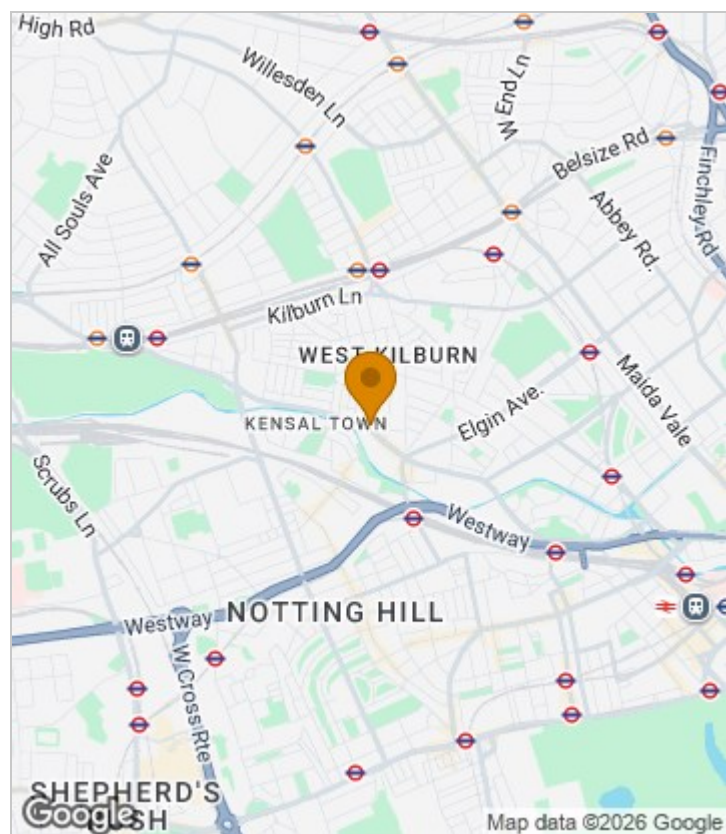 High Rd
Willesden Ln
W End Ln
Belsize Rd
Finchley Rd
All Souls Ave
Abbey Rd.
Kilburn Ln
WEST KILBURN
Maida Vale
Elgin Ave.
KENSAL TOWN
Scrubs Ln
Westway
Westway
NOTTING HILL
W Cross Rte
SHEPHERD'S
BUSH
Google
Map data ©2026 Google